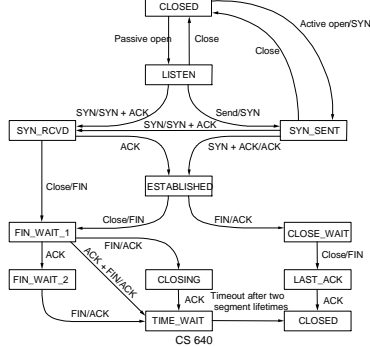 CLOSED
Active open/SYN
Passive open
Close
Close
LISTEN
SYN/SYN + ACK
Send/SYN
SYN/SYN + ACK
SYN_RCVD
SYN_SENT
ACK
SYN + ACK/ACK
Close/FIN
ESTABLISHED
Close/FIN
FIN/ACK
FIN_WAIT_1
CLOSE_WAIT
FIN/ACK
ACK
ACK + FIN/ACK
Close/FIN
FIN_WAIT_2
CLOSING
LAST_ACK
ACK
Timeout after two
segment lifetimes
ACK
FIN/ACK
TIME_WAIT
CLOSED
CS 640